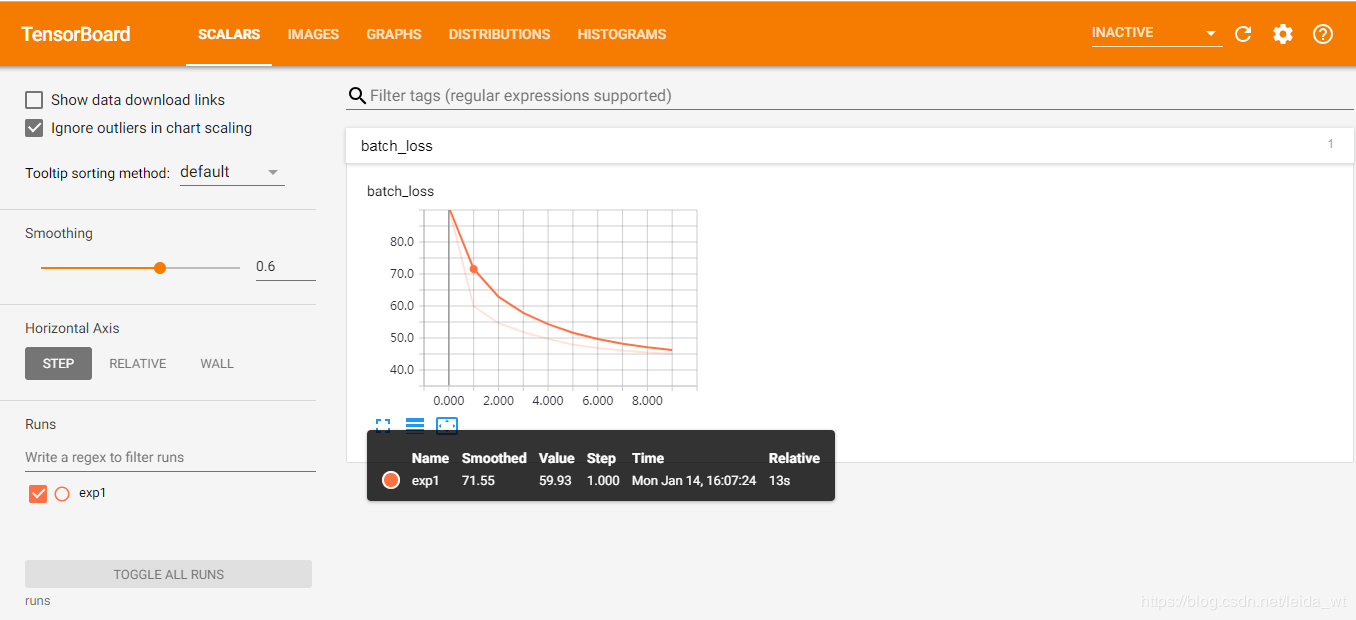 TensorBoard SCALARS IMAGES GRAPHS DISTRIBUTIONS HISTOGRAMS INACTIVE
Show data download links
Ignore outliers in chart scaling
Tooltip sorting method: default
Smoothing
0.6
Horizontal Axis
STEP RELATIVE WALL
Runs
Write a regex to filter runs
exp1
TOGGLE ALL RUNS
runs
Filter tags (regular expressions supported)
batch_loss 1
batch_loss
80.0
70.0
60.0
50.0
40.0
0.000 2.000 4.000 6.000 8.000
Name Smoothed Value Step Time Relative
exp1 71.55 59.93 1.000 Mon Jan 14, 16:07:24 13s
https://blog.csdn.net/leida_wt